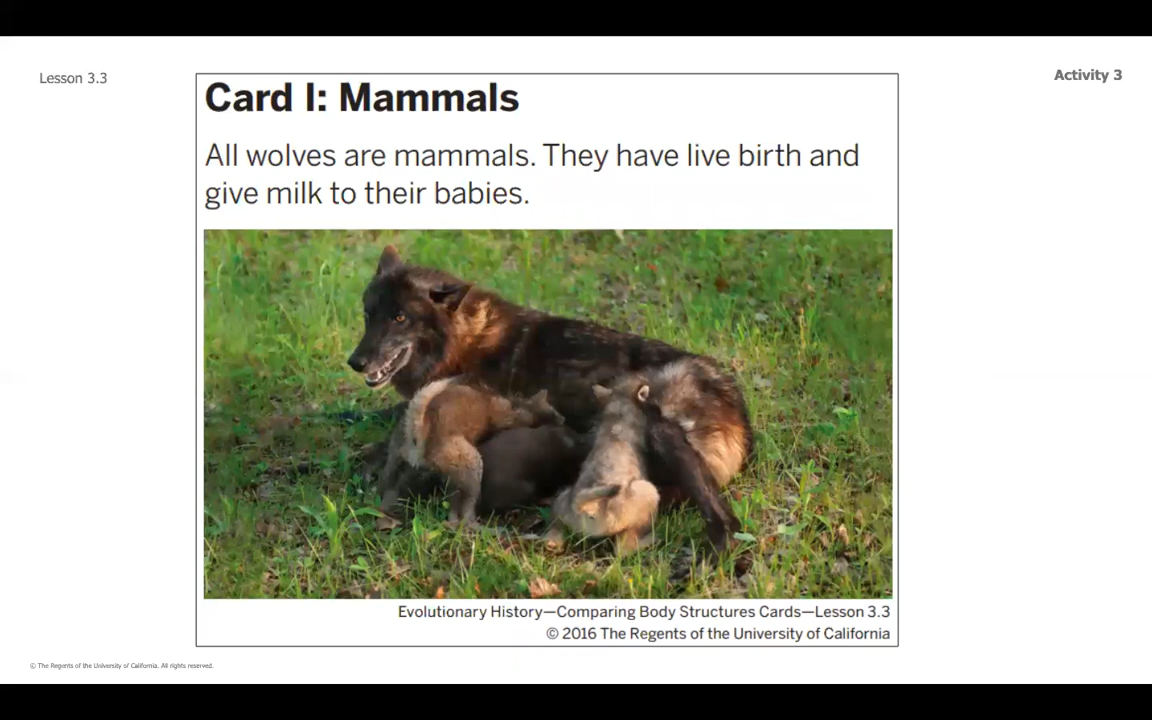 Lesson 3.3
Activity 3
Card I: Mammals
All wolves are mammals. They have live birth and
give milk to their babies.
Evolutionary History—Comparing Body Structures Cards—Lesson 3.3
© 2016 The Regents of the University of California
© The Regents of the University of California. All rights reserved.